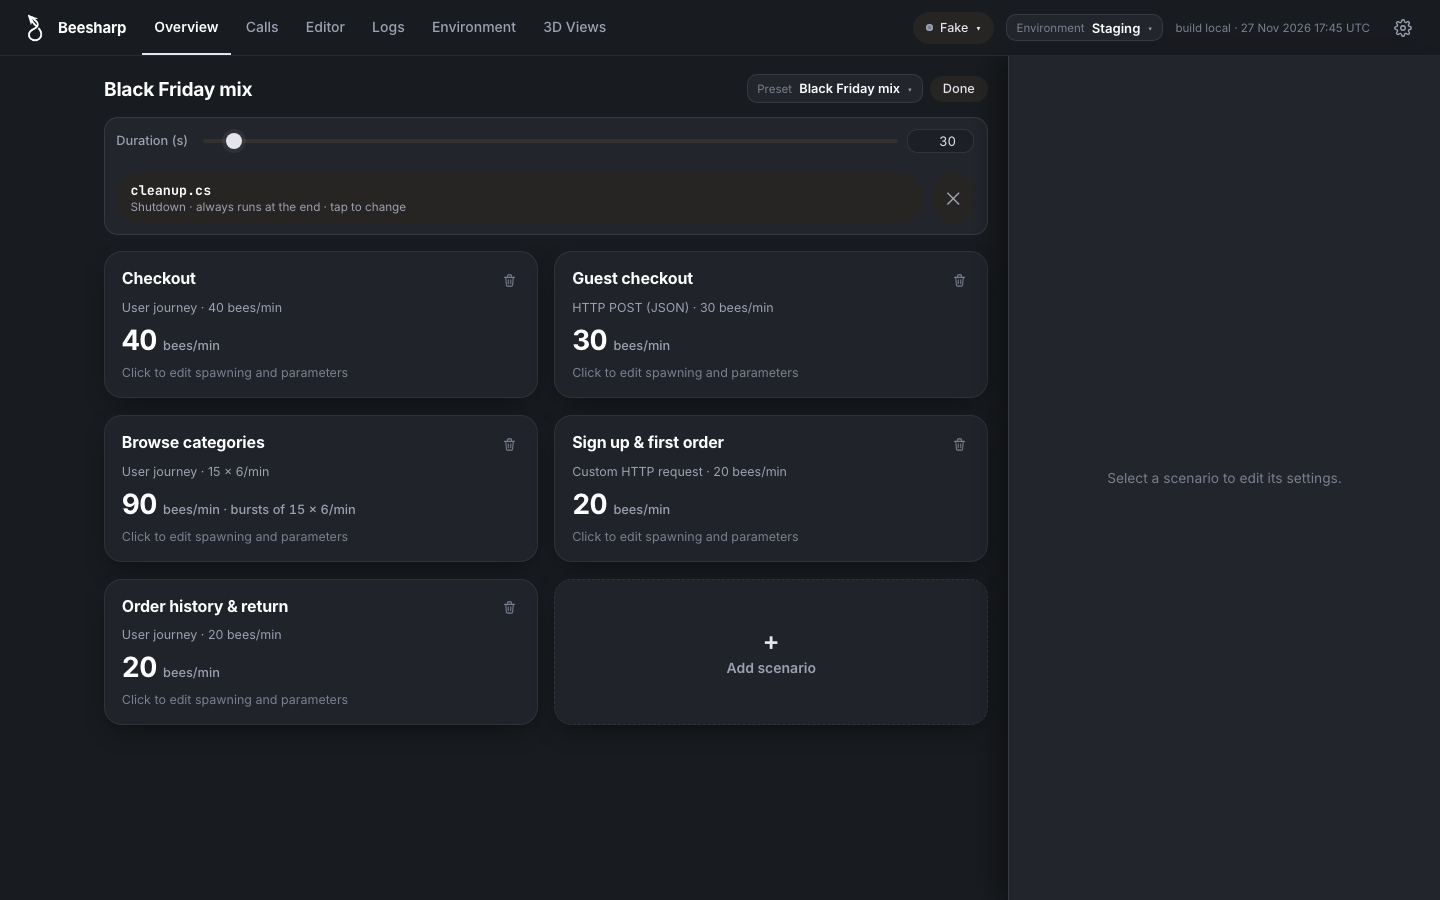 Beesharp
Overview
Calls
Editor
Logs
Environment
3D Views
Fake
Environment Staging
build local · 27 Nov 2026 17:45 UTC
Black Friday mix
Preset Black Friday mix
Done
Duration (s)
30
cleanup.cs
Shutdown · always runs at the end · tap to change
Checkout
User journey · 40 bees/min
40 bees/min
Click to edit spawning and parameters
Guest checkout
HTTP POST (JSON) · 30 bees/min
30 bees/min
Click to edit spawning and parameters
Browse categories
User journey · 15 × 6/min
90 bees/min · bursts of 15 × 6/min
Click to edit spawning and parameters
Sign up & first order
Custom HTTP request · 20 bees/min
20 bees/min
Click to edit spawning and parameters
Order history & return
User journey · 20 bees/min
20 bees/min
Click to edit spawning and parameters
+
Add scenario
Select a scenario to edit its settings.